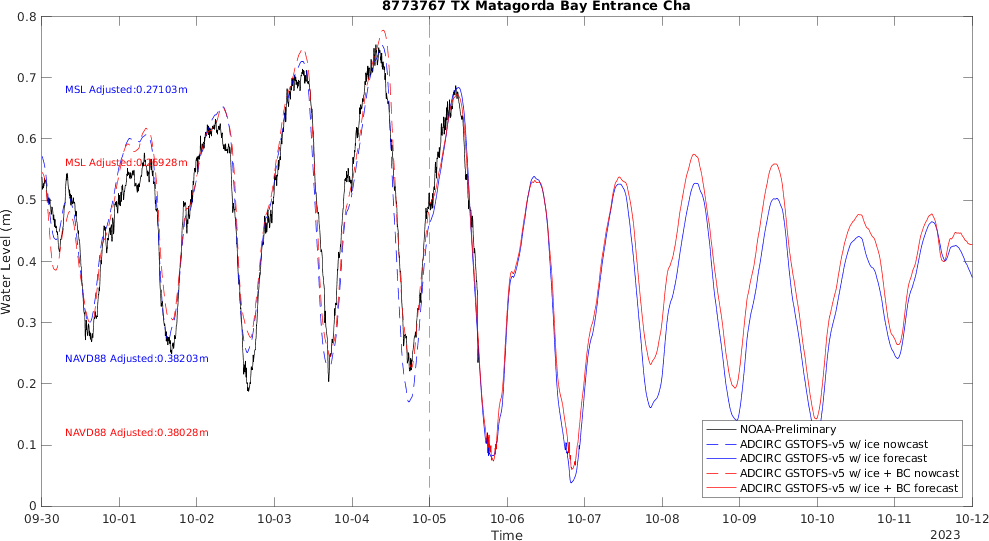 8773767 TX Matagorda Bay Entrance Cha
Water Level (m)
0.8
0.7
0.6
0.5
0.4
0.3
0.2
0.1
0
MSL Adjusted:0.27103m
MSL Adjusted:0.26928m
NAVD88 Adjusted:0.38203m
NAVD88 Adjusted:0.38028m
NOAA-Preliminary
ADCIRC GSTOFS-v5 w/ ice nowcast
ADCIRC GSTOFS-v5 w/ ice forecast
ADCIRC GSTOFS-v5 w/ ice + BC nowcast
ADCIRC GSTOFS-v5 w/ ice + BC forecast
09-30 10-01 10-02 10-03 10-04 10-05 10-06 10-07 10-08 10-09 10-10 10-11 10-12
Time
2023